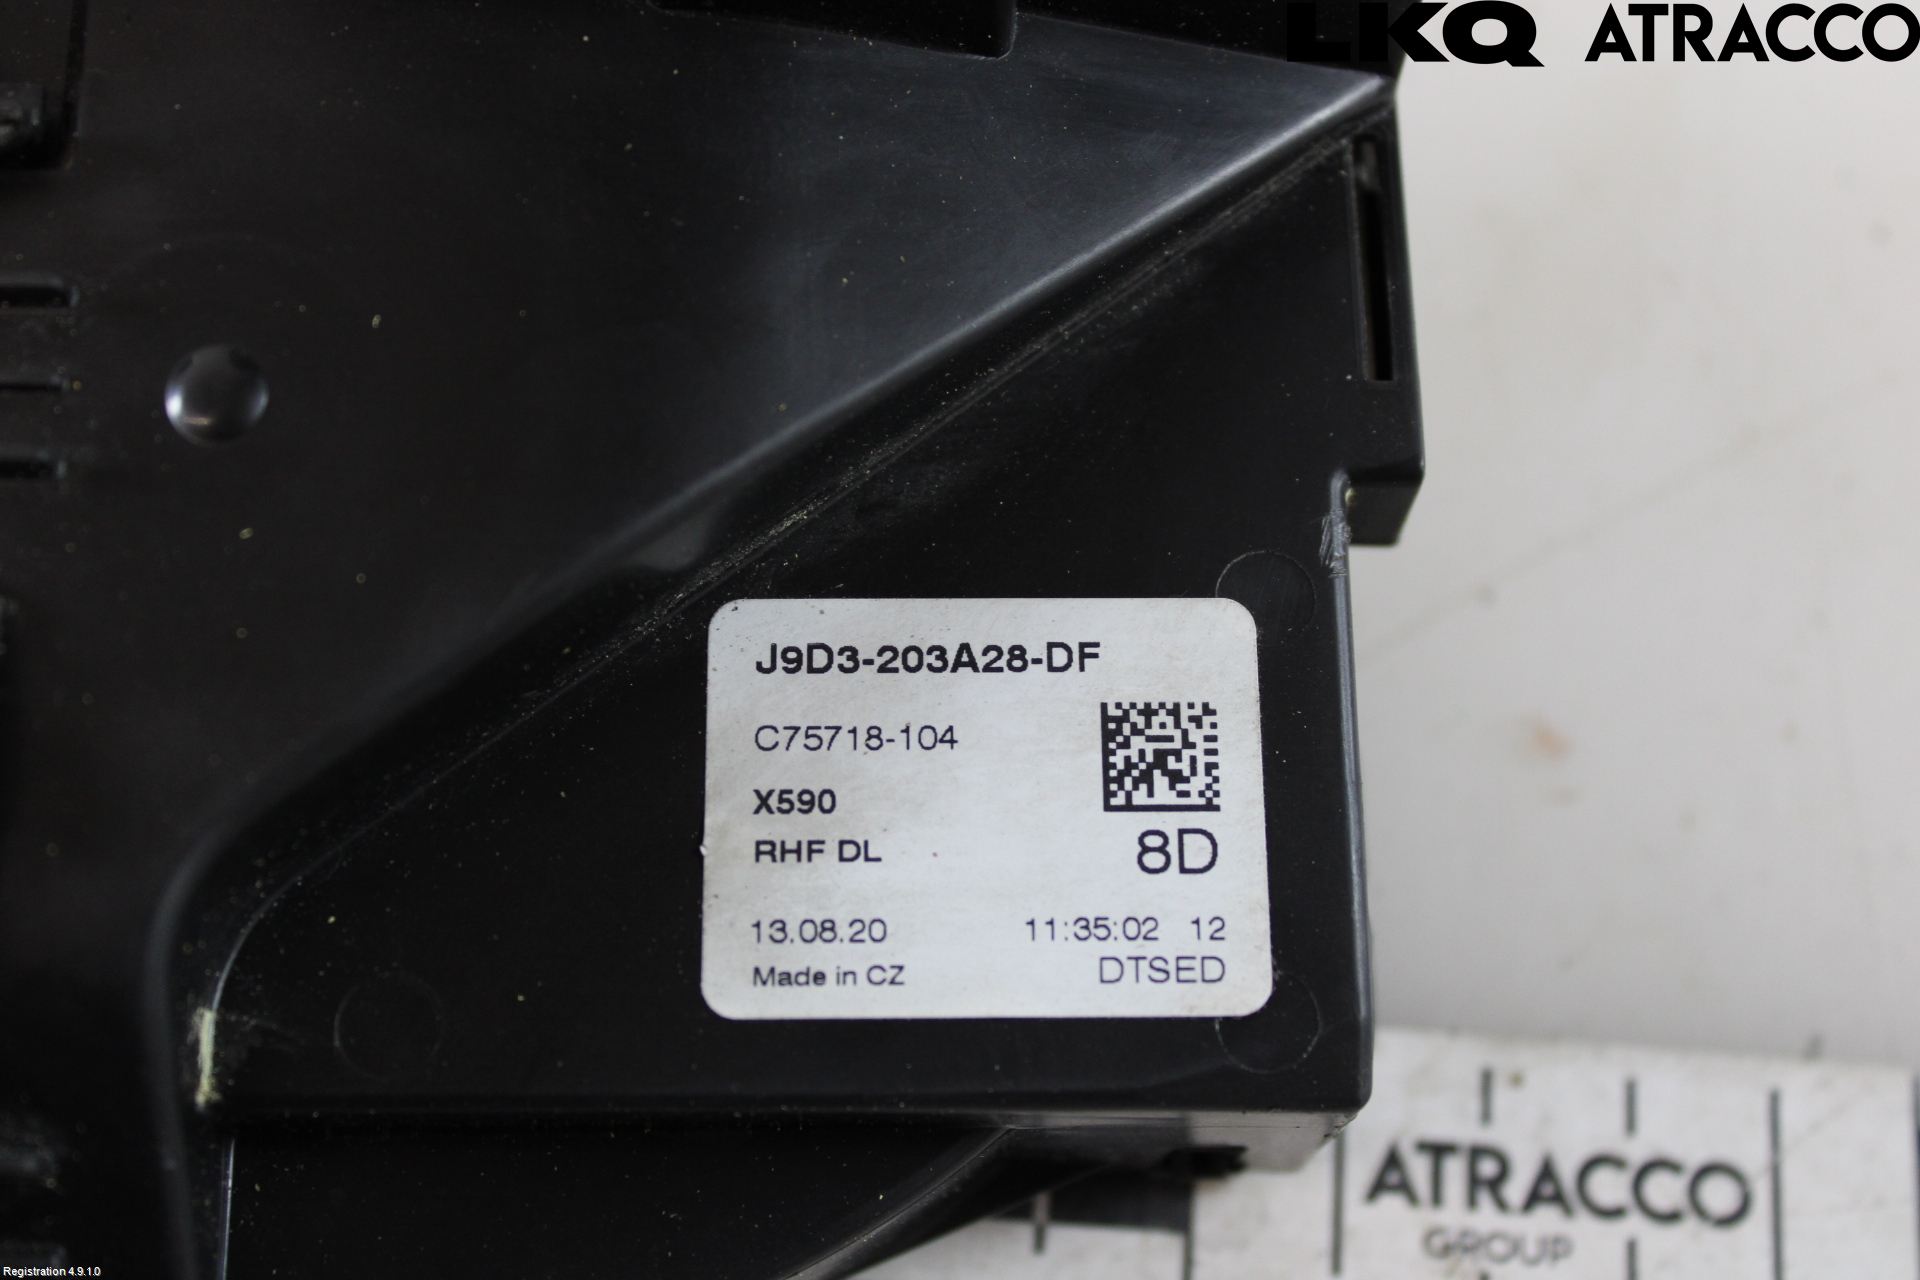 LKQ ATRACCO
J9D3-203A28-DF
C75718-104
X590
RHF DL
8D
13.08.20 11:35:02 12
Made in CZ DTSED
ATRACCO
GROUP
Registration 4.9.1.0